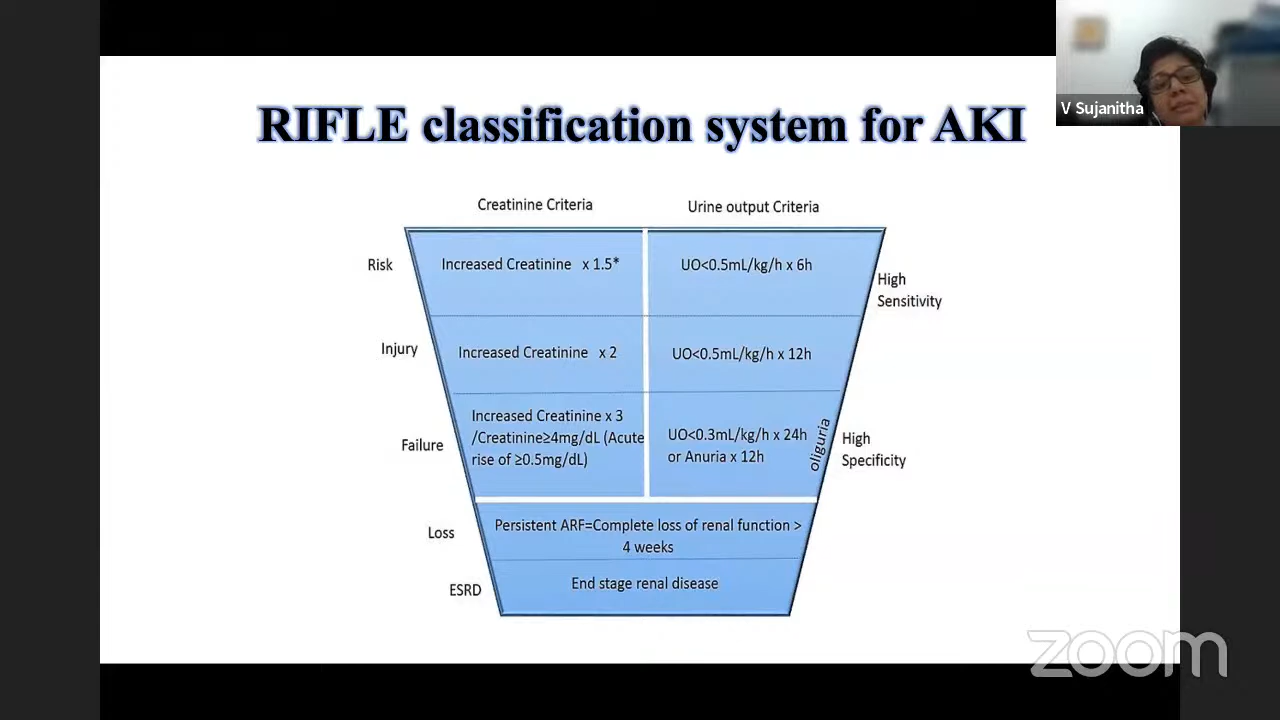 V Sujanitha
RIFLE classification system for AKI
Creatinine Criteria
Urine output Criteria
Risk
Increased Creatinine x 1.5*
UO<0.5mL/kg/h x 6h
High
Sensitivity
Injury
Increased Creatinine x 2
UO<0.5mL/kg/h x 12h
Failure
Increased Creatinine x 3
/Creatinine≥4mg/dL (Acute
rise of ≥0.5mg/dL)
UO<0.3mL/kg/h x 24h
or Anuria x 12h
oliguria
High
Specificity
Loss
Persistent ARF=Complete loss of renal function >
4 weeks
ESRD
End stage renal disease
zoom